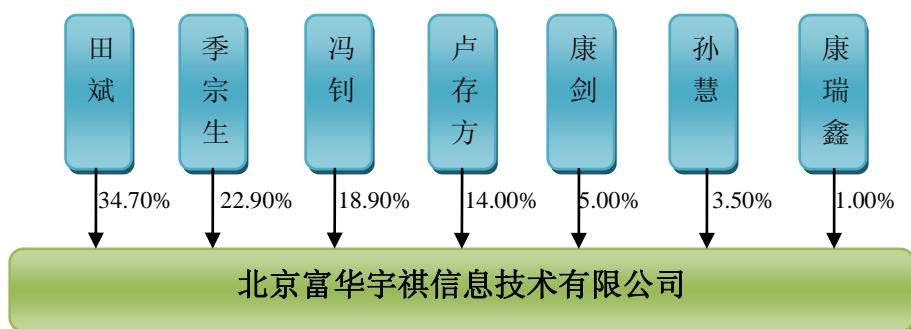 田斌
季宗生
冯钊
卢存方
康剑
孙慧
康瑞鑫
34.70%
22.90%
18.90%
14.00%
5.00%
3.50%
1.00%
北京富华宇祺信息技术有限公司